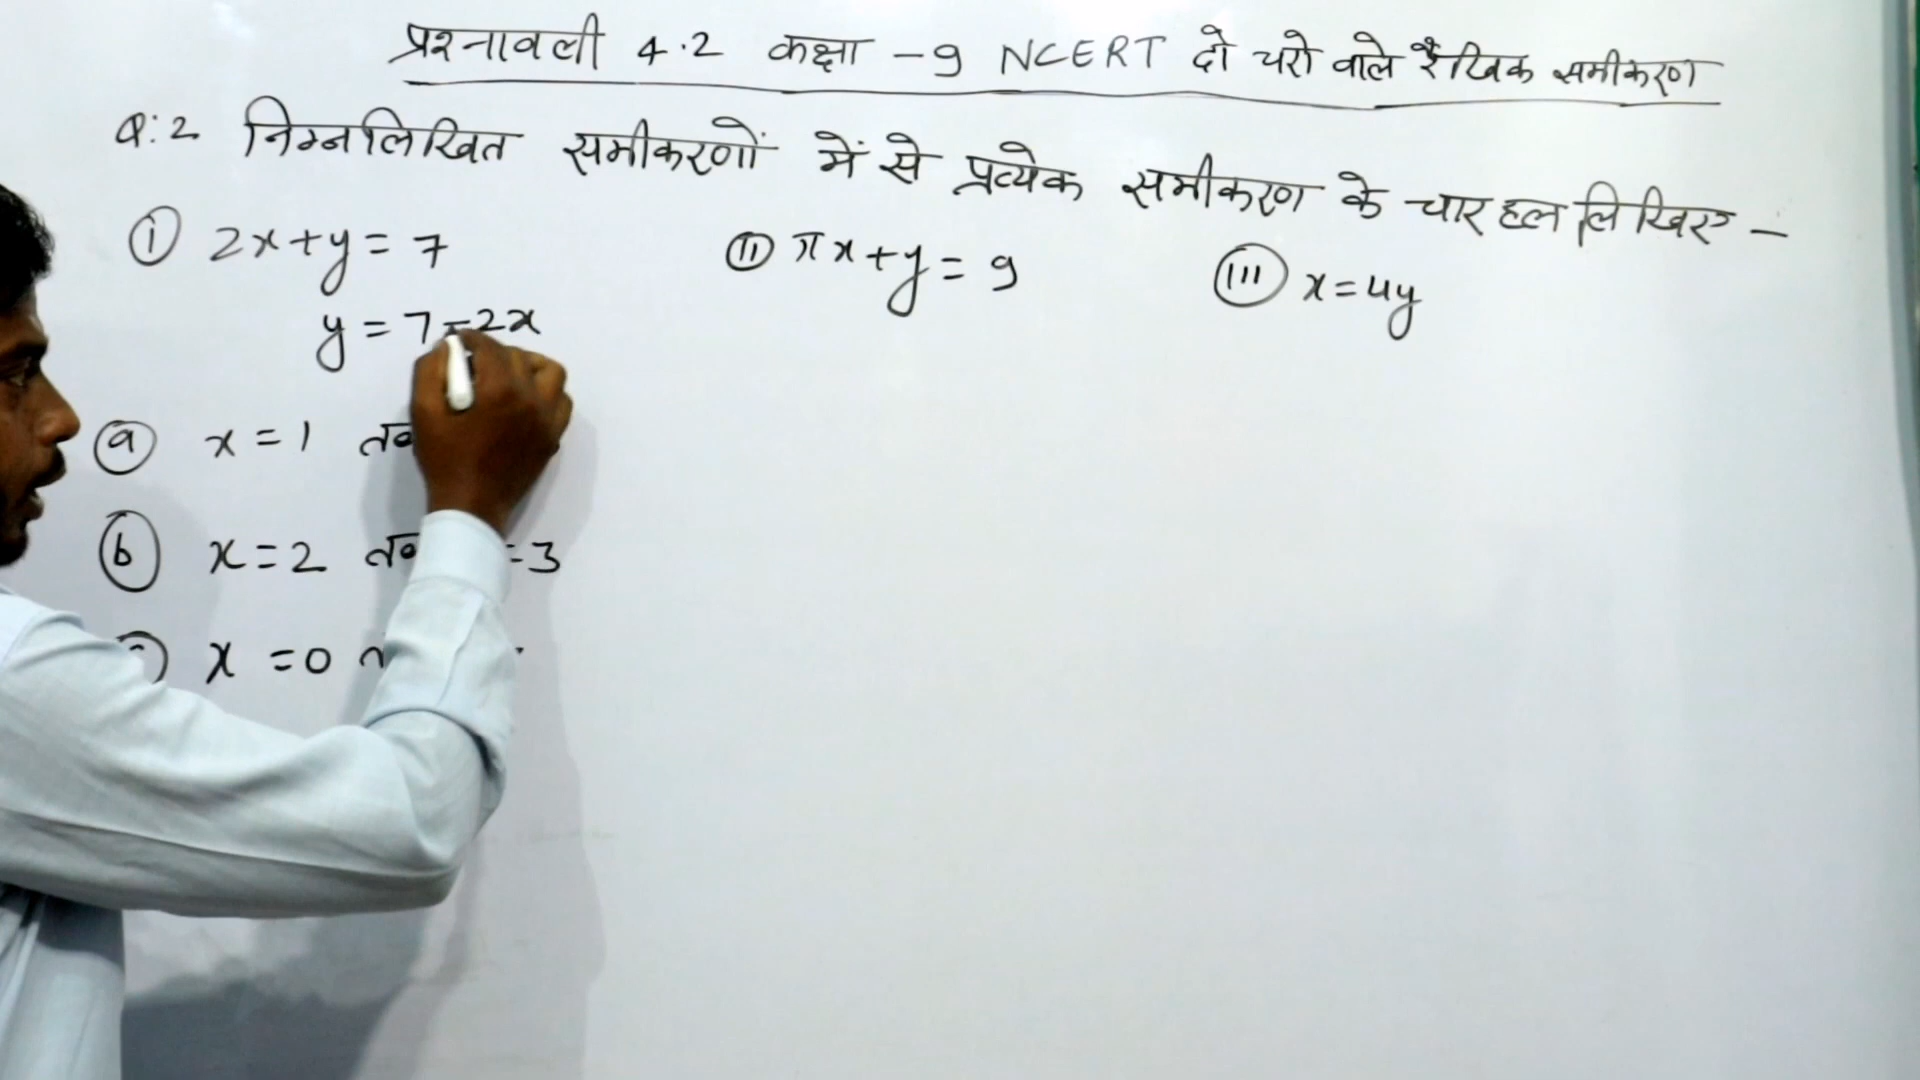 प्रश्नावली 4.2 कक्षा - 9 NCERT दो चरो वाले रैखिक समीकरण
Q:2 निम्नलिखित समीकरणों में से प्रत्येक समीकरण के चार हल लिखिए -
(i) 2x+y = 7 (ii) πx+y = 9 (iii) x=4y
y = 7-2x
(a) x = 1
(b) x = 2 =3
x = 0